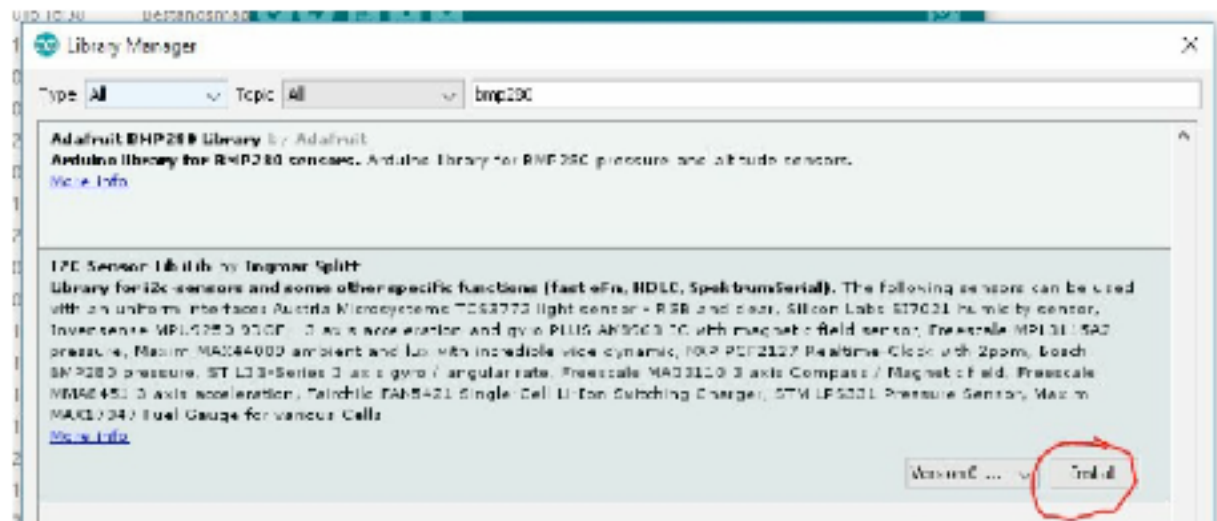 Bestandsmap
Library Manager
Type All Topic All bmp280
Adafruit BMP280 Library by Adafruit
Arduino library for BMP280 sensors. Arduino library for BMP280 pressure and altitude sensors.
More info
I2C Sensor Lib iLib by Ingmar Splitt
Library for i2c-sensors and some other specific functions (fast eFn, HDLC, SpektrumSerial). The following sensors can be used
with an uniform interface: Austria Microsystems TCS3772 light sensor - RGB and clear, Silicon Labs SI7021 humidity sensor,
Invensense MPU9250 9DOF: 3 axis acceleration and gyro PLUS AK8963 3C with magnetic field sensor, Freescale MPL3115A2
pressure, Maxim MAX44009 ambient and lux with incredible wide dynamic, NXP PCF2127 Realtime-Clock with 2ppm, Bosch
BMP280 pressure, ST L3G-Series 3 axis gyro / angular rate, Freescale MAG3110 3 axis Compass / Magnetic field, Freescale
MMA8451 3 axis acceleration, Fairchild FAN5421 Single-Cell Li-Ion Switching Charger, STM LPS331 Pressure Sensor, Maxim
MAX17047 Fuel Gauge for various Cells
More info
Version ... Install